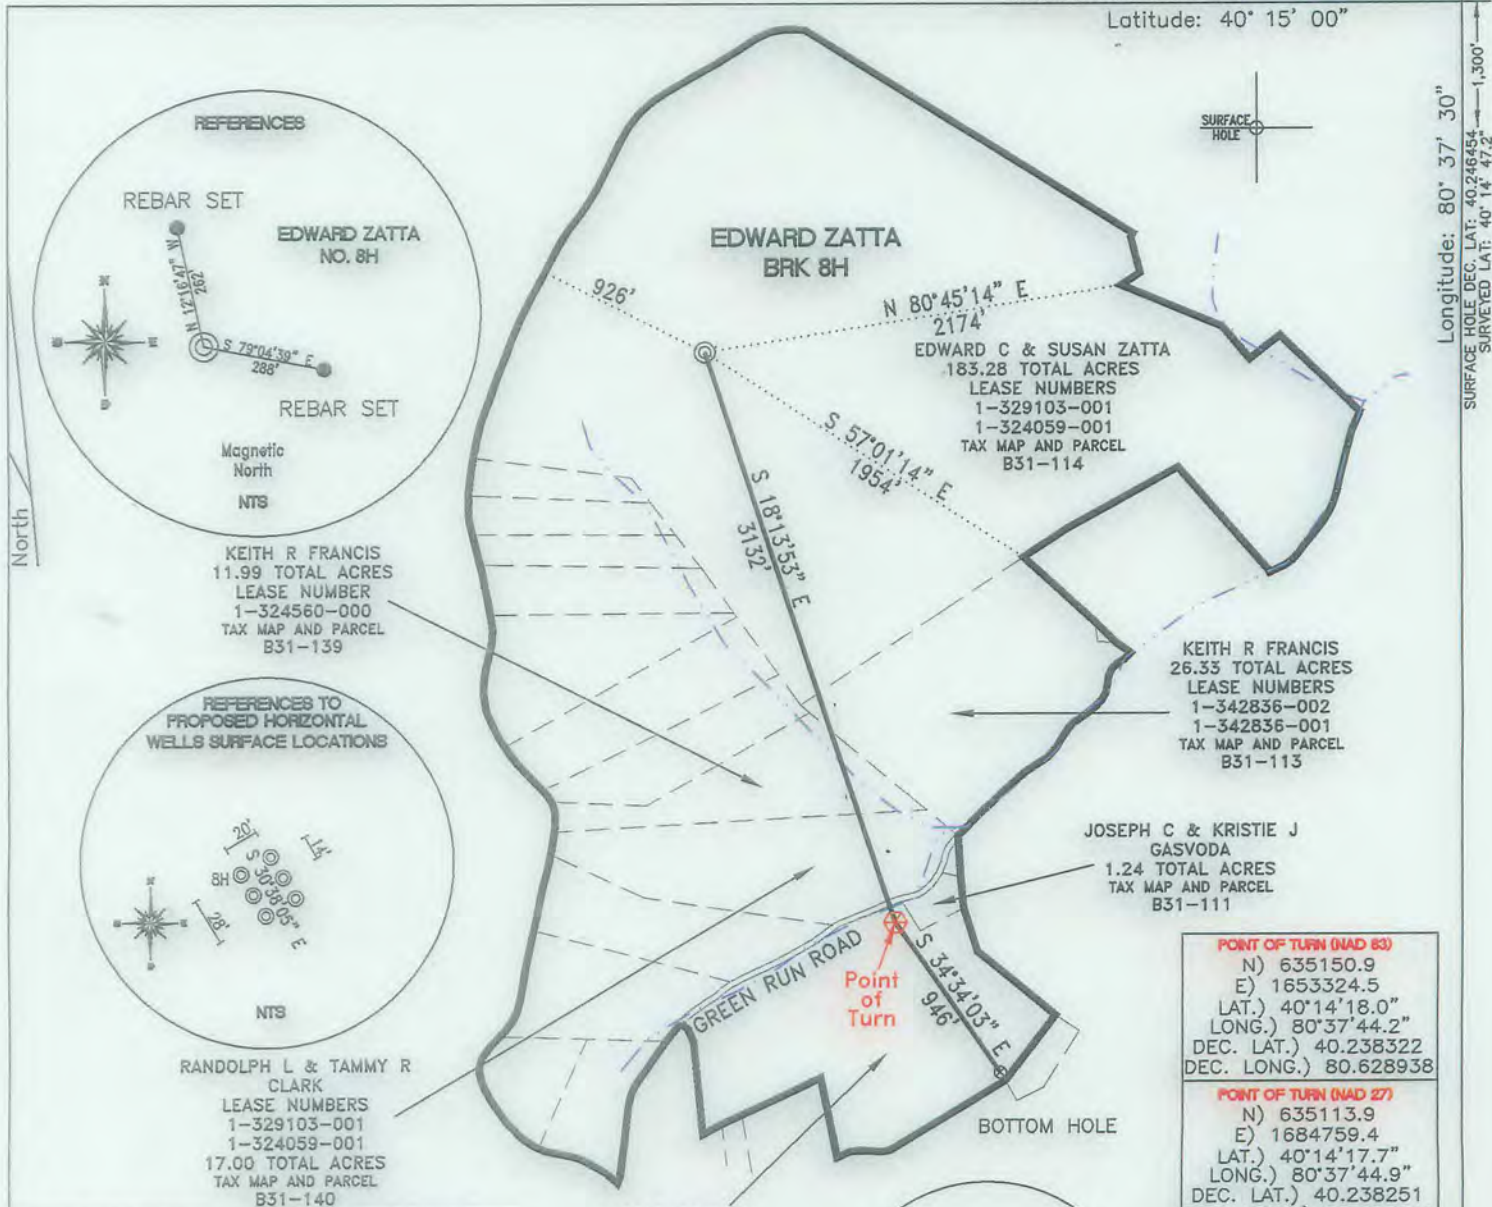 Latitude: 40° 15' 00"
SURFACE
HOLE
Longitude: 80° 37' 30"
SURFACE HOLE DEC. LAT: 40.246454
SURVEYED LAT: 40° 14' 47.2"
1,300'
REFERENCES
REBAR SET
EDWARD ZATTA
NO. 8H
N 12°16'47" W
262'
S 79°04'39" E
288'
REBAR SET
Magnetic
North
NTS
North
EDWARD ZATTA
BRK 8H
926'
N 80°45'14" E
2174'
EDWARD C & SUSAN ZATTA
183.28 TOTAL ACRES
LEASE NUMBERS
1-329103-001
1-324059-001
TAX MAP AND PARCEL
B31-114
S 57°01'14" E
1954'
S 18°13'53" E
3132'
KEITH R FRANCIS
11.99 TOTAL ACRES
LEASE NUMBER
1-324560-000
TAX MAP AND PARCEL
B31-139
KEITH R FRANCIS
26.33 TOTAL ACRES
LEASE NUMBERS
1-342836-002
1-342836-001
TAX MAP AND PARCEL
B31-113
REFERENCES TO
PROPOSED HORIZONTAL
WELLS SURFACE LOCATIONS
20'
14'
8H
S 30°38'05" E
28'
NTS
JOSEPH C & KRISTIE J
GASVODA
1.24 TOTAL ACRES
TAX MAP AND PARCEL
B31-111
GREEN RUN ROAD
Point
of
Turn
S 34°34'03" E
946'
BOTTOM HOLE
RANDOLPH L & TAMMY R
CLARK
LEASE NUMBERS
1-329103-001
1-324059-001
17.00 TOTAL ACRES
TAX MAP AND PARCEL
B31-140
POINT OF TURN (NAD 83)
N) 635150.9
E) 1653324.5
LAT.) 40°14'18.0"
LONG.) 80°37'44.2"
DEC. LAT.) 40.238322
DEC. LONG.) 80.628938
POINT OF TURN (NAD 27)
N) 635113.9
E) 1684759.4
LAT.) 40°14'17.7"
LONG.) 80°37'44.9"
DEC. LAT.) 40.238251